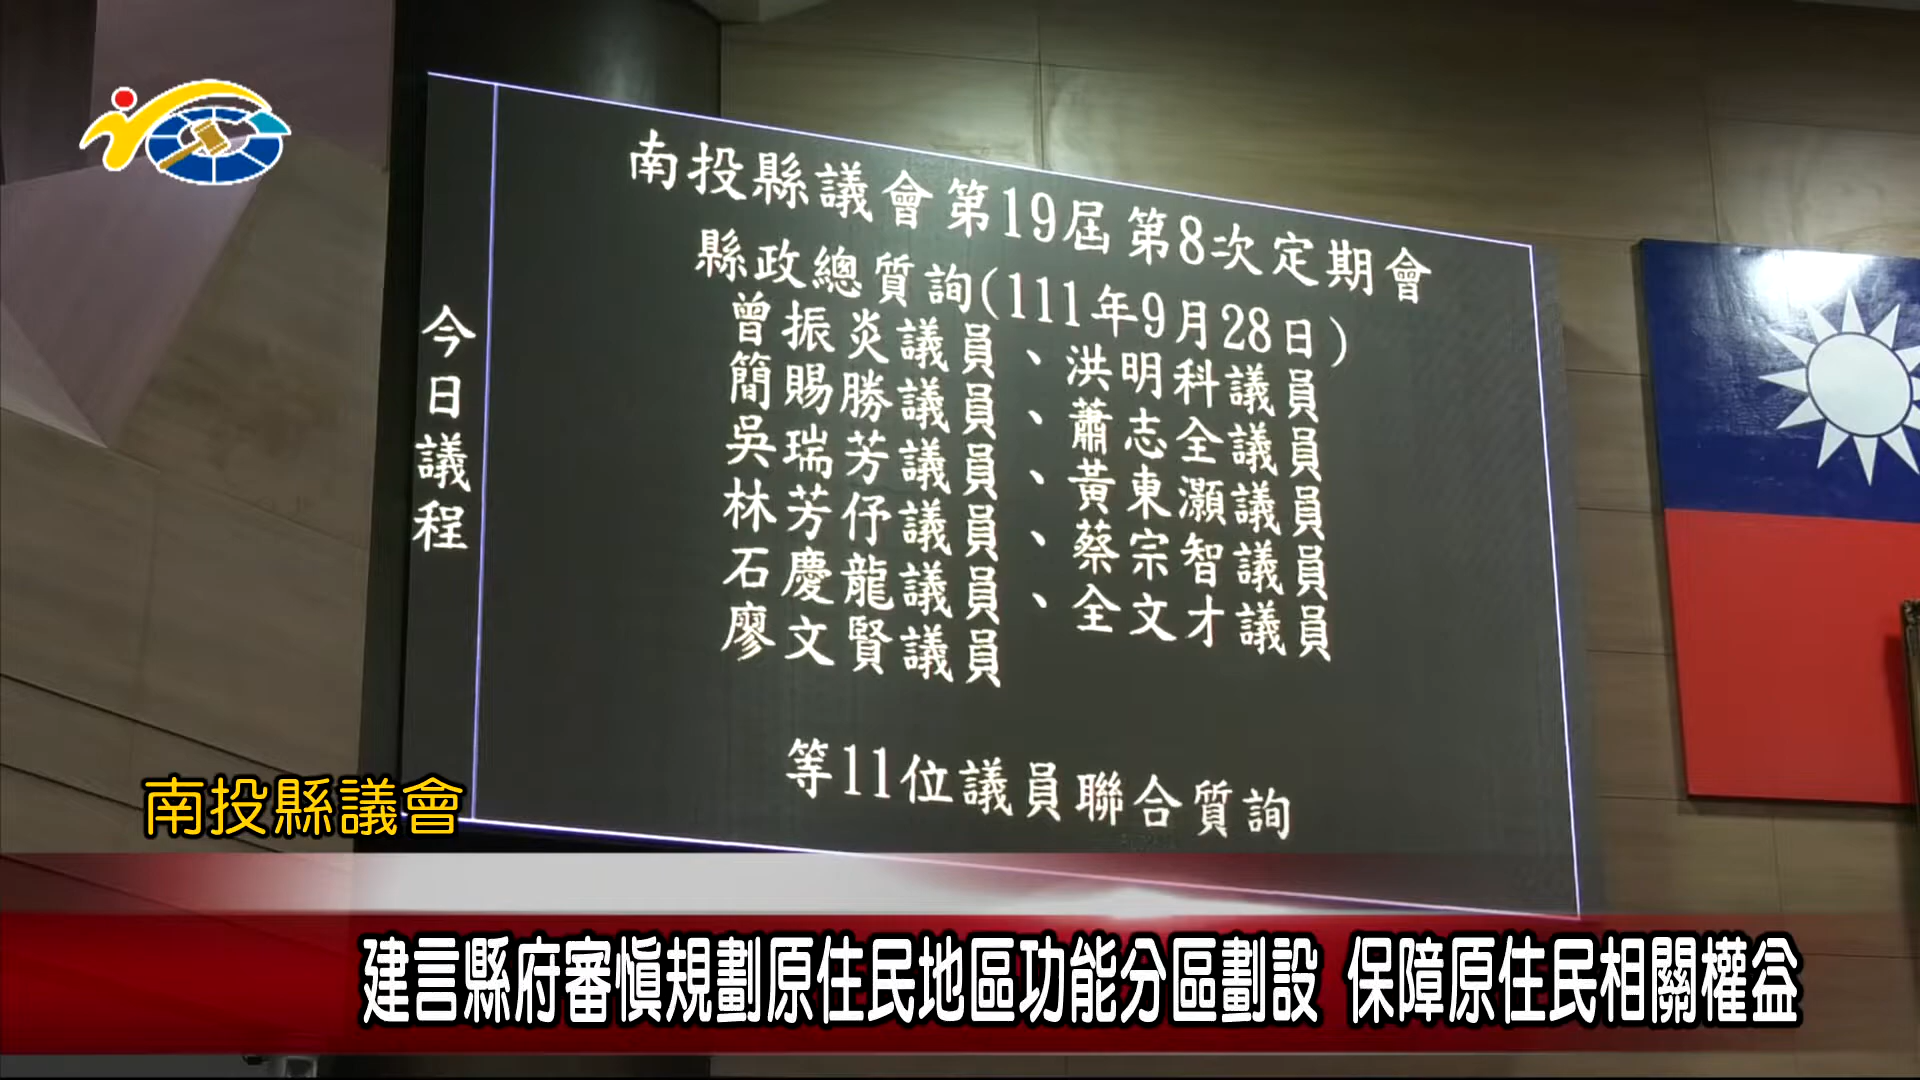 今日議程
南投縣議會第19屆第8次定期會
縣政總質詢(111年9月28日)
曾振炎議員、洪明科議員
簡賜勝議員、蕭志全議員
吳瑞芳議員、黃東灝議員
林芳伃議員、蔡宗智議員
石慶龍議員、全文才議員
廖文賢議員
等11位議員聯合質詢
南投縣議會
建言縣府審慎規劃原住民地區功能分區劃設 保障原住民相關權益